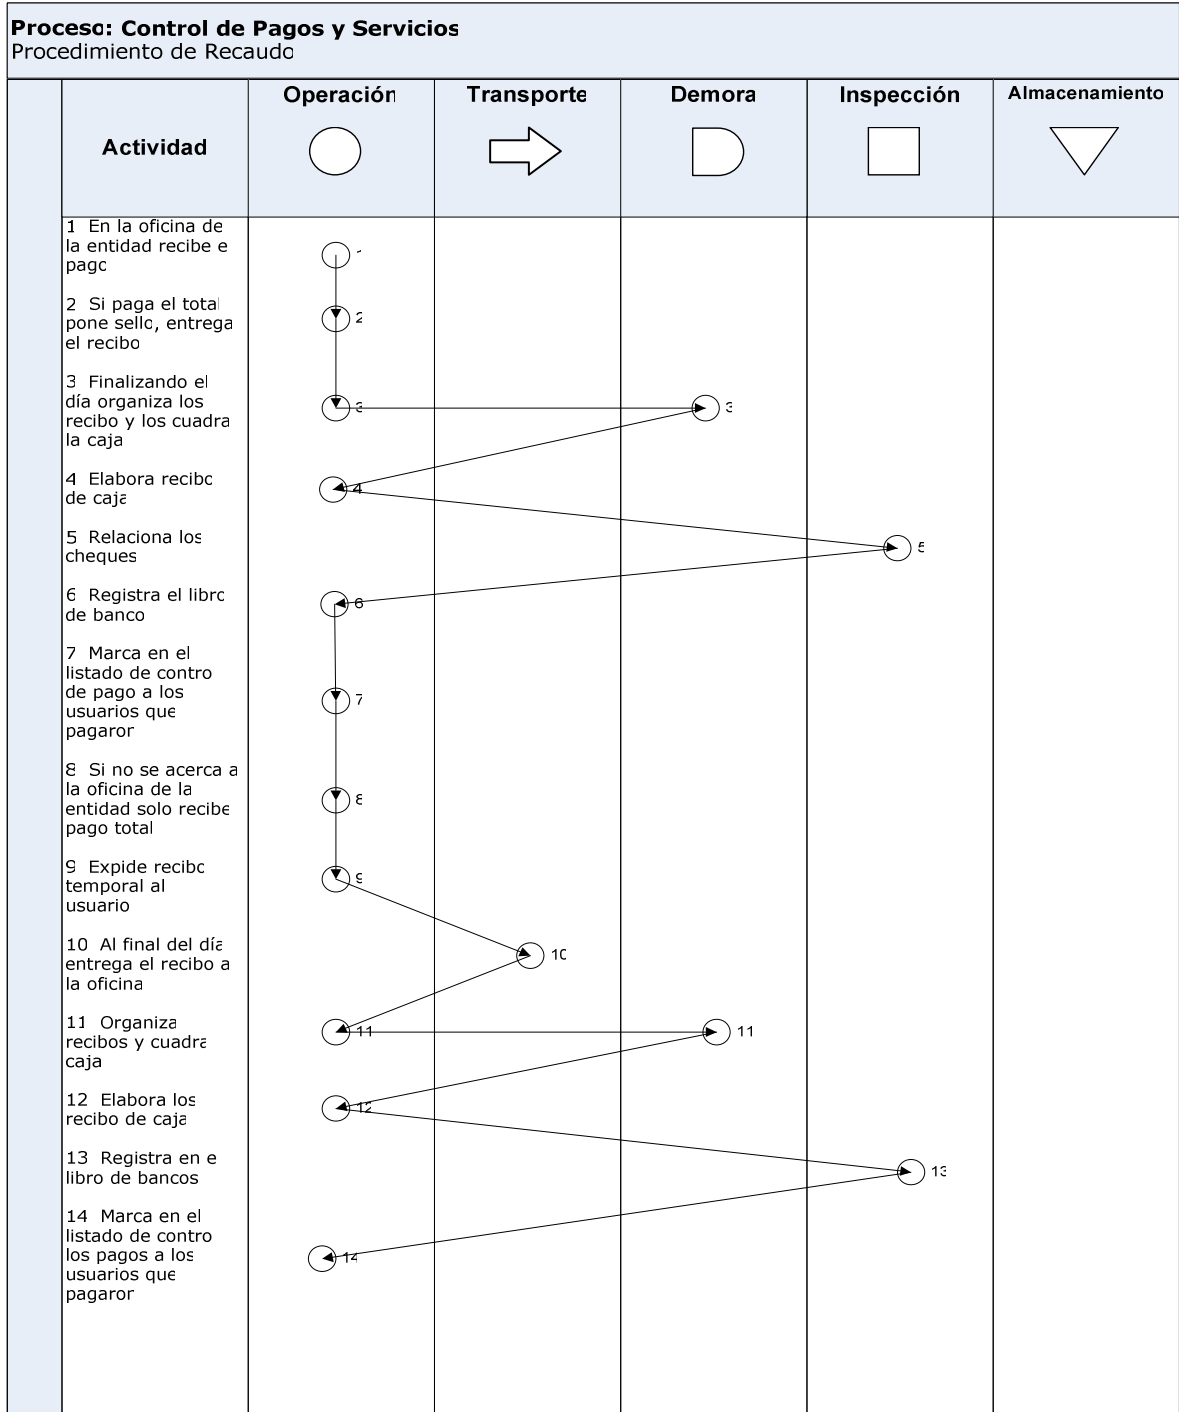 Proceso: Control de Pagos y Servicios
Procedimiento de Recaudo
Operación
Transporte
Demora
Inspección
Almacenamiento
Actividad
1 En la oficina de
la entidad recibe e
pago
2 Si paga el total
pone sello, entrega
el recibo
3 Finalizando el
día organiza los
recibo y los cuadra
la caja
4 Elabora recibo
de caja
5 Relaciona los
cheques
6 Registra el libro
de banco
7 Marca en el
listado de contro
de pago a los
usuarios que
pagaron
8 Si no se acerca a
la oficina de la
entidad solo recibe
pago total
9 Expide recibo
temporal al
usuario
10 Al final del día
entrega el recibo a
la oficina
11 Organiza
recibos y cuadra
caja
12 Elabora los
recibo de caja
13 Registra en e
libro de bancos
14 Marca en el
listado de contro
los pagos a los
usuarios que
pagaron
1
2
3
3
4
5
6
7
8
9
10
11
11
12
13
14